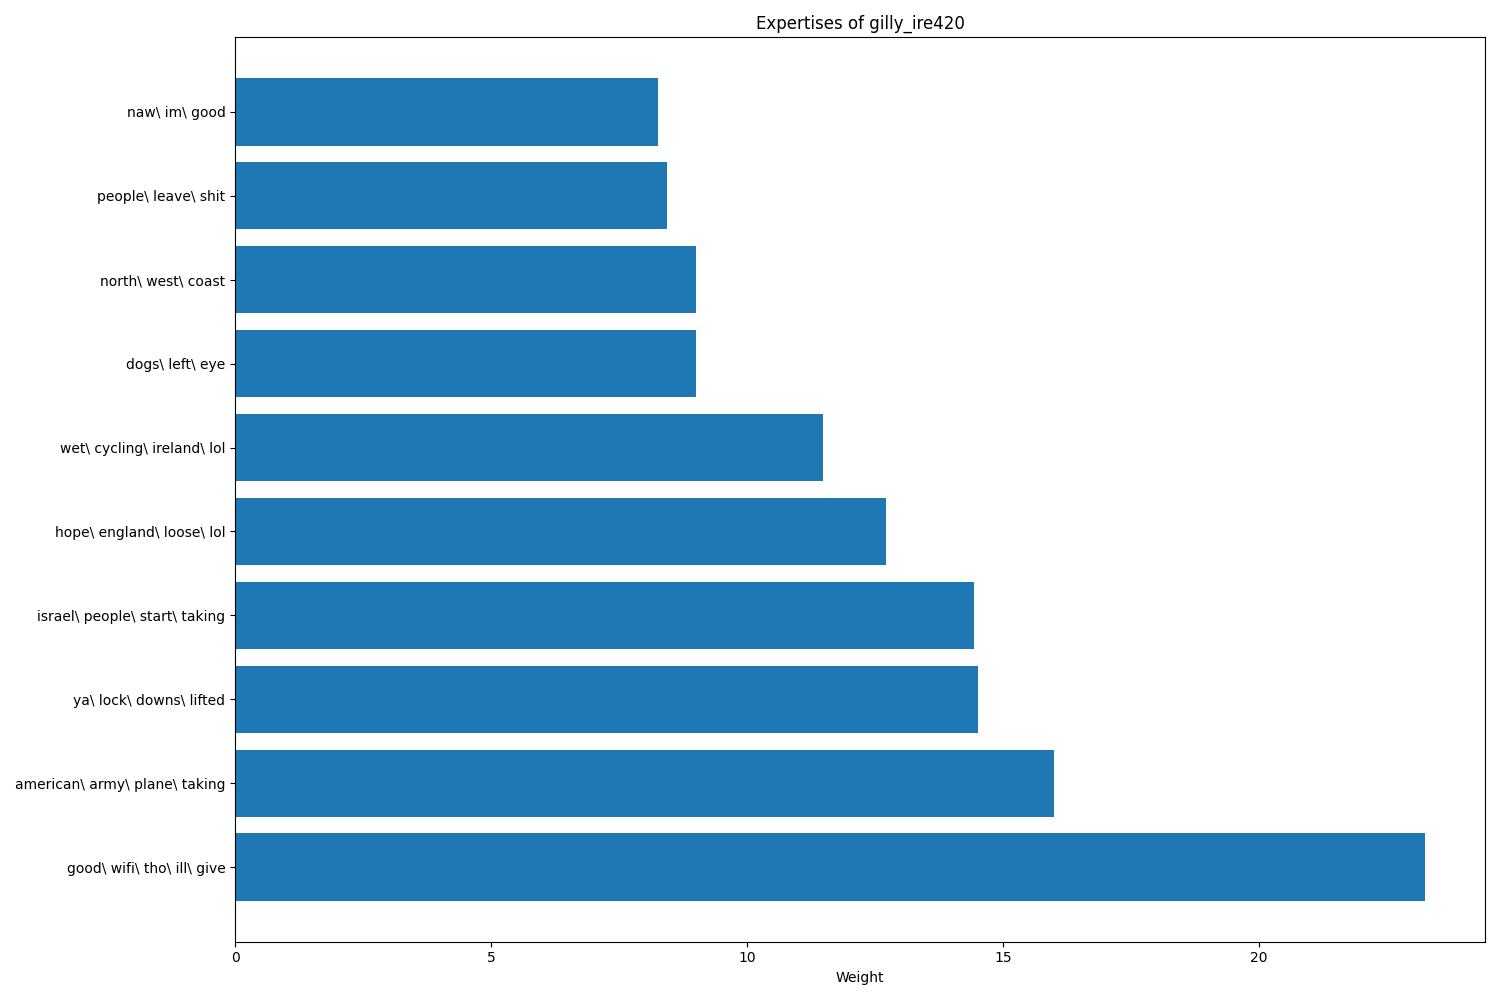 Expertises of gilly_ire420
naw\ im\ good
people\ leave\ shit
north\ west\ coast
dogs\ left\ eye
wet\ cycling\ ireland\ lol
hope\ england\ loose\ lol
israel\ people\ start\ taking
ya\ lock\ downs\ lifted
american\ army\ plane\ taking
good\ wifi\ tho\ ill\ give
0 5 10 15 20
Weight